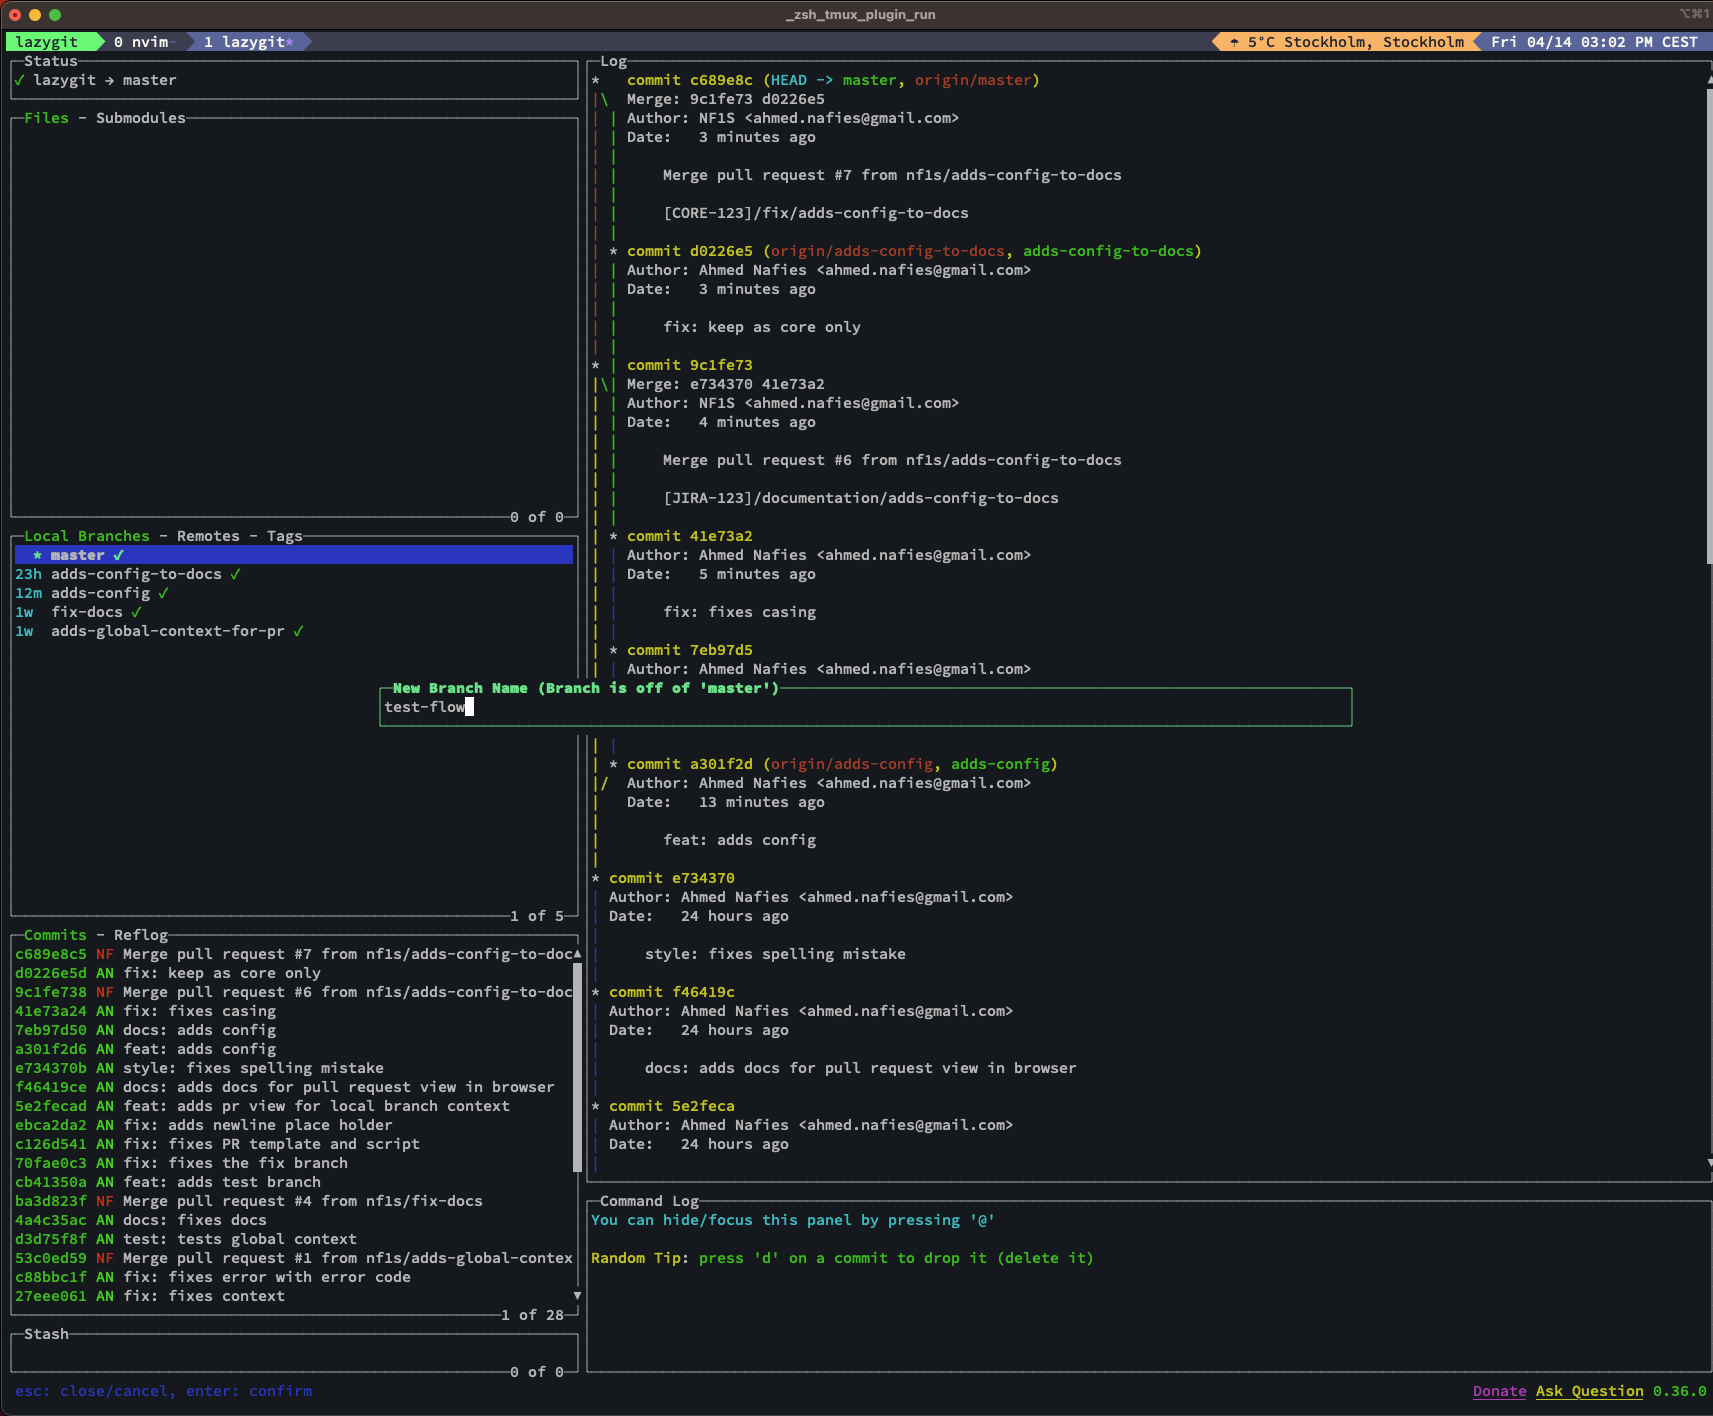 _zsh_tmux_plugin_run
⌥⌘1
lazygit 0 nvim- 1 lazygit* ☂ 5°C Stockholm, Stockholm Fri 04/14 03:02 PM CEST
Status
✓ lazygit → master
Files - Submodules
0 of 0
Local Branches - Remotes - Tags
* master ✓
23h adds-config-to-docs ✓
12m adds-config ✓
1w fix-docs ✓
1w adds-global-context-for-pr ✓
1 of 5
Commits - Reflog
c689e8c5 NF Merge pull request #7 from nf1s/adds-config-to-doc
d0226e5d AN fix: keep as core only
9c1fe738 NF Merge pull request #6 from nf1s/adds-config-to-doc
41e73a24 AN fix: fixes casing
7eb97d50 AN docs: adds config
a301f2d6 AN feat: adds config
e734370b AN style: fixes spelling mistake
f46419ce AN docs: adds docs for pull request view in browser
5e2fecad AN feat: adds pr view for local branch context
ebca2da2 AN fix: adds newline place holder
c126d541 AN fix: fixes PR template and script
70fae0c3 AN fix: fixes the fix branch
cb41350a AN feat: adds test branch
ba3d823f NF Merge pull request #4 from nf1s/fix-docs
4a4c35ac AN docs: fixes docs
d3d75f8f AN test: tests global context
53c0ed59 NF Merge pull request #1 from nf1s/adds-global-contex
c88bbc1f AN fix: fixes error with error code
27eee061 AN fix: fixes context
1 of 28
Stash
0 of 0
Log
* commit c689e8c (HEAD -> master, origin/master)
|\ Merge: 9c1fe73 d0226e5
| | Author: NF1S <ahmed.nafies@gmail.com>
| | Date: 3 minutes ago
| |
| | Merge pull request #7 from nf1s/adds-config-to-docs
| |
| | [CORE-123]/fix/adds-config-to-docs
| |
| * commit d0226e5 (origin/adds-config-to-docs, adds-config-to-docs)
| | Author: Ahmed Nafies <ahmed.nafies@gmail.com>
| | Date: 3 minutes ago
| |
| | fix: keep as core only
| |
* | commit 9c1fe73
|\| Merge: e734370 41e73a2
| | Author: NF1S <ahmed.nafies@gmail.com>
| | Date: 4 minutes ago
| |
| | Merge pull request #6 from nf1s/adds-config-to-docs
| |
| | [JIRA-123]/documentation/adds-config-to-docs
| |
| * commit 41e73a2
| | Author: Ahmed Nafies <ahmed.nafies@gmail.com>
| | Date: 5 minutes ago
| |
| | fix: fixes casing
| |
| * commit 7eb97d5
| | Author: Ahmed Nafies <ahmed.nafies@gmail.com>
New Branch Name (Branch is off of 'master')
test-flow
| |
| * commit a301f2d (origin/adds-config, adds-config)
|/ Author: Ahmed Nafies <ahmed.nafies@gmail.com>
| Date: 13 minutes ago
|
| feat: adds config
|
* commit e734370
| Author: Ahmed Nafies <ahmed.nafies@gmail.com>
| Date: 24 hours ago
|
| style: fixes spelling mistake
|
* commit f46419c
| Author: Ahmed Nafies <ahmed.nafies@gmail.com>
| Date: 24 hours ago
|
| docs: adds docs for pull request view in browser
|
* commit 5e2feca
| Author: Ahmed Nafies <ahmed.nafies@gmail.com>
| Date: 24 hours ago
|
Command Log
You can hide/focus this panel by pressing '@'
Random Tip: press 'd' on a commit to drop it (delete it)
esc: close/cancel, enter: confirm
Donate Ask Question 0.36.0